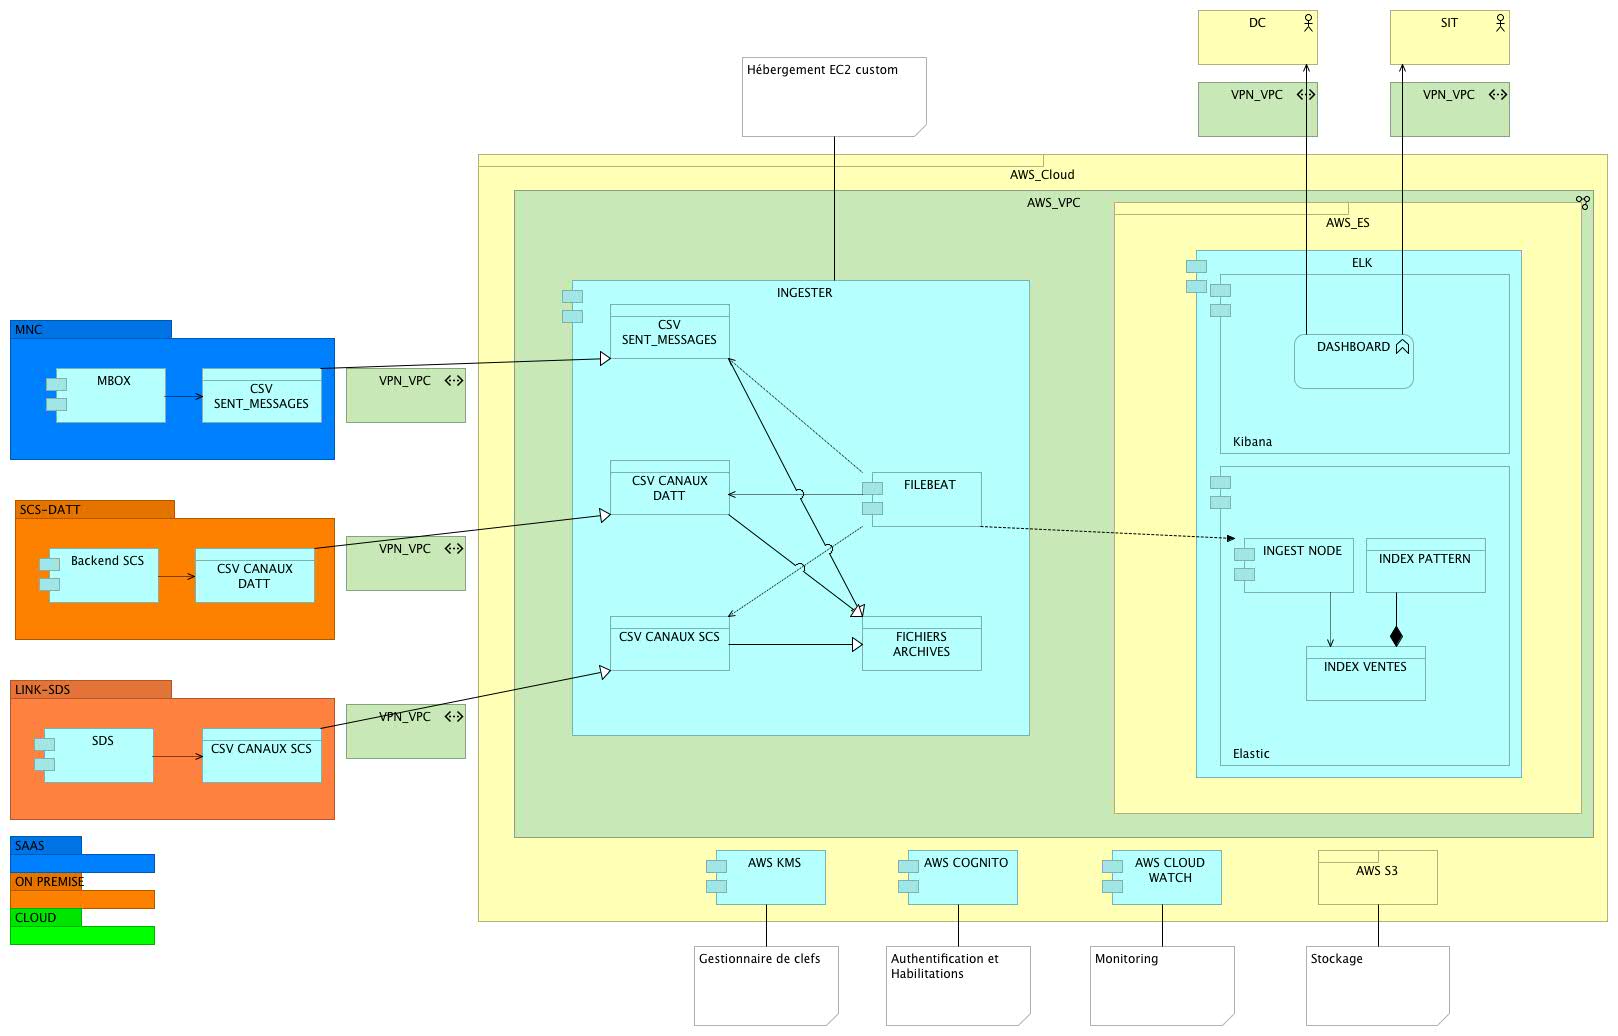 DC
SIT
Hébergement EC2 custom
VPN_VPC
VPN_VPC
AWS_Cloud
AWS_VPC
AWS_ES
ELK
INGESTER
CSV
SENT_MESSAGES
MNC
MBOX
CSV
SENT_MESSAGES
VPN_VPC
DASHBOARD
Kibana
CSV CANAUX
DATT
FILEBEAT
SCS-DATT
Backend SCS
CSV CANAUX
DATT
VPN_VPC
INGEST NODE
INDEX PATTERN
CSV CANAUX SCS
FICHIERS
ARCHIVES
INDEX VENTES
LINK-SDS
SDS
CSV CANAUX SCS
VPN_VPC
Elastic
SAAS
ON PREMISE
CLOUD
AWS KMS
AWS COGNITO
AWS CLOUD
WATCH
AWS S3
Gestionnaire de clefs
Authentification et
Habilitations
Monitoring
Stockage